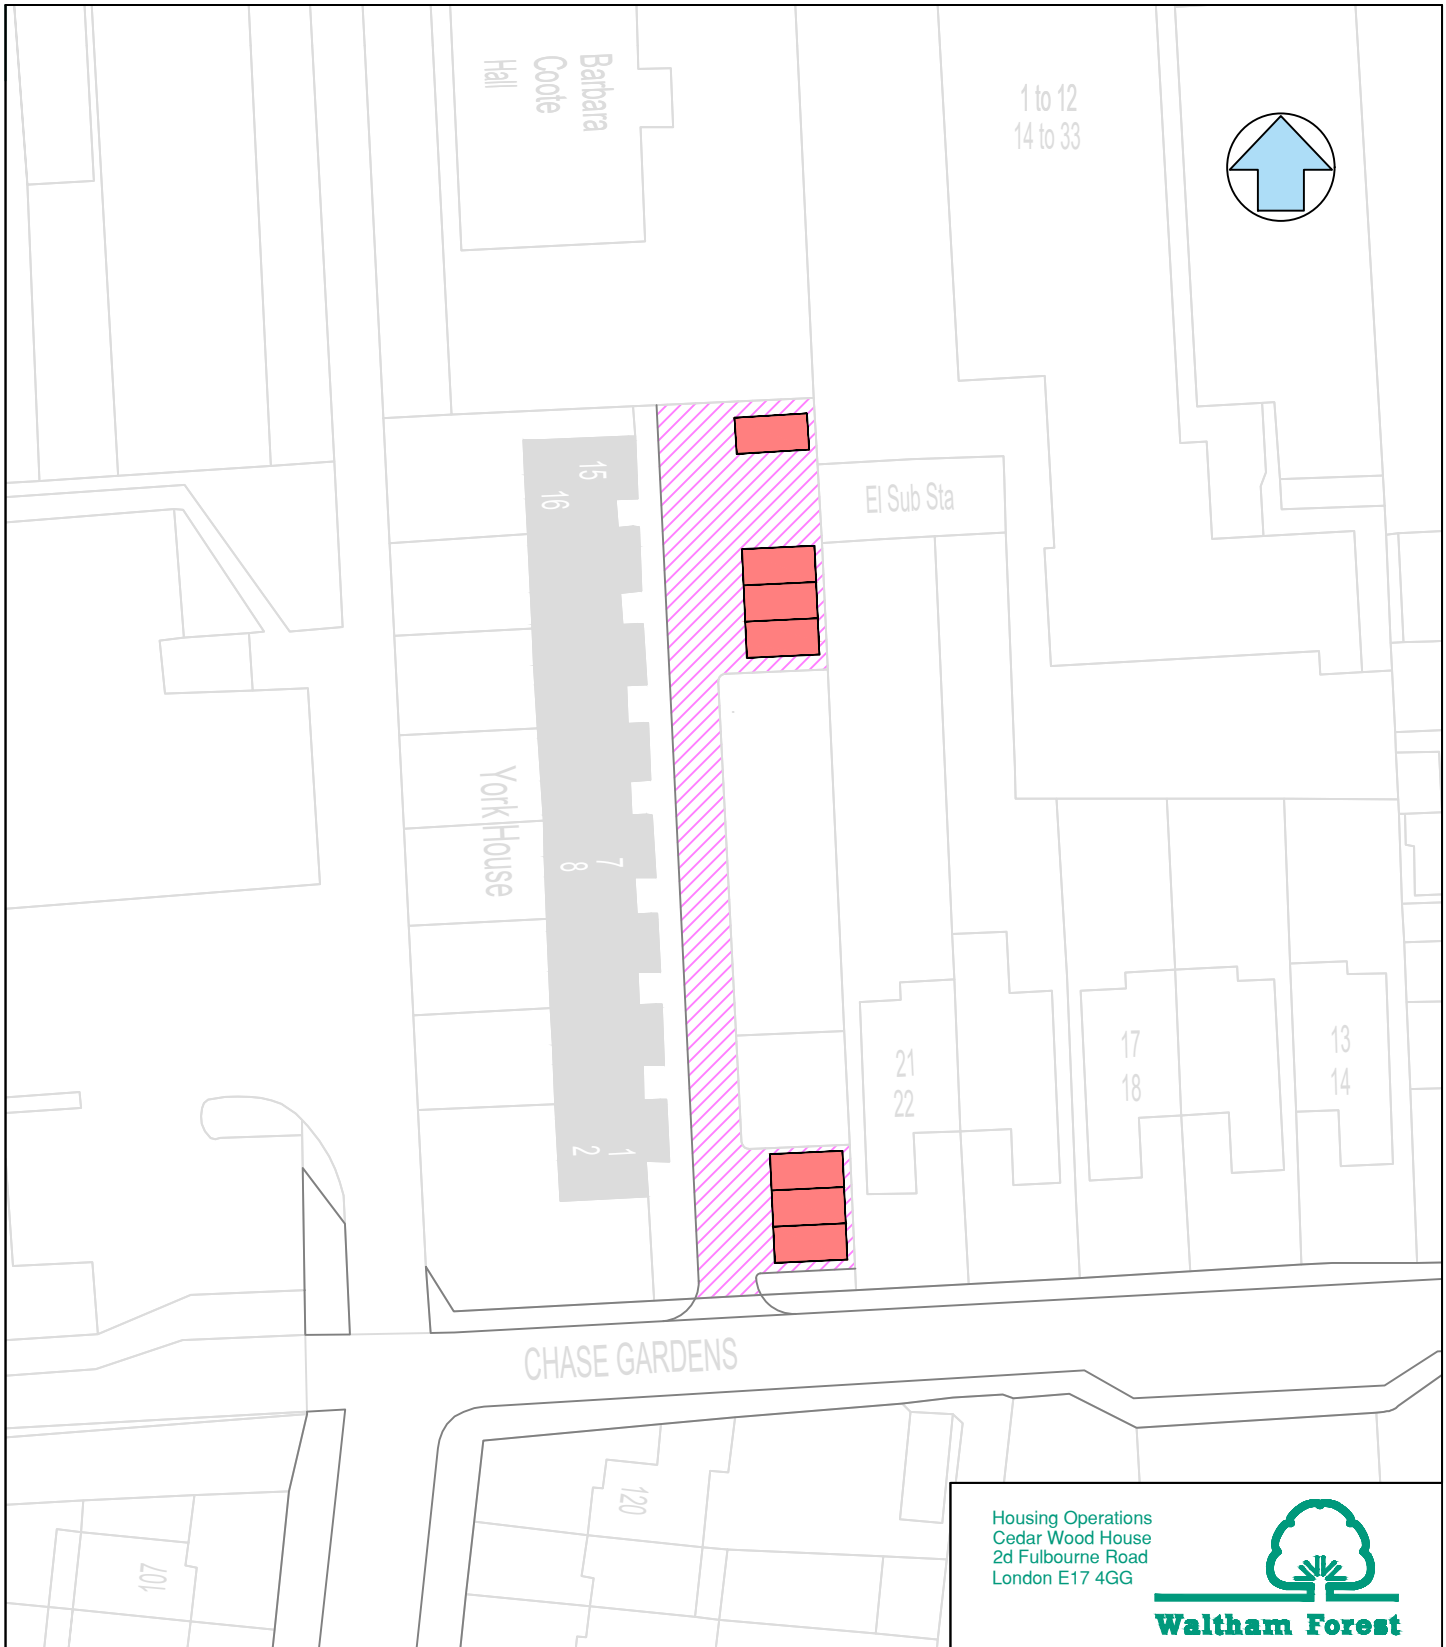 Barbara
Coote
Hall
1 to 12
14 to 33
15
16
El Sub Sta
York House
7
8
21
22
17
18
13
14
1
2
CHASE GARDENS
120
107
Housing Operations
Cedar Wood House
2d Fulbourne Road
London E17 4GG
Waltham Forest